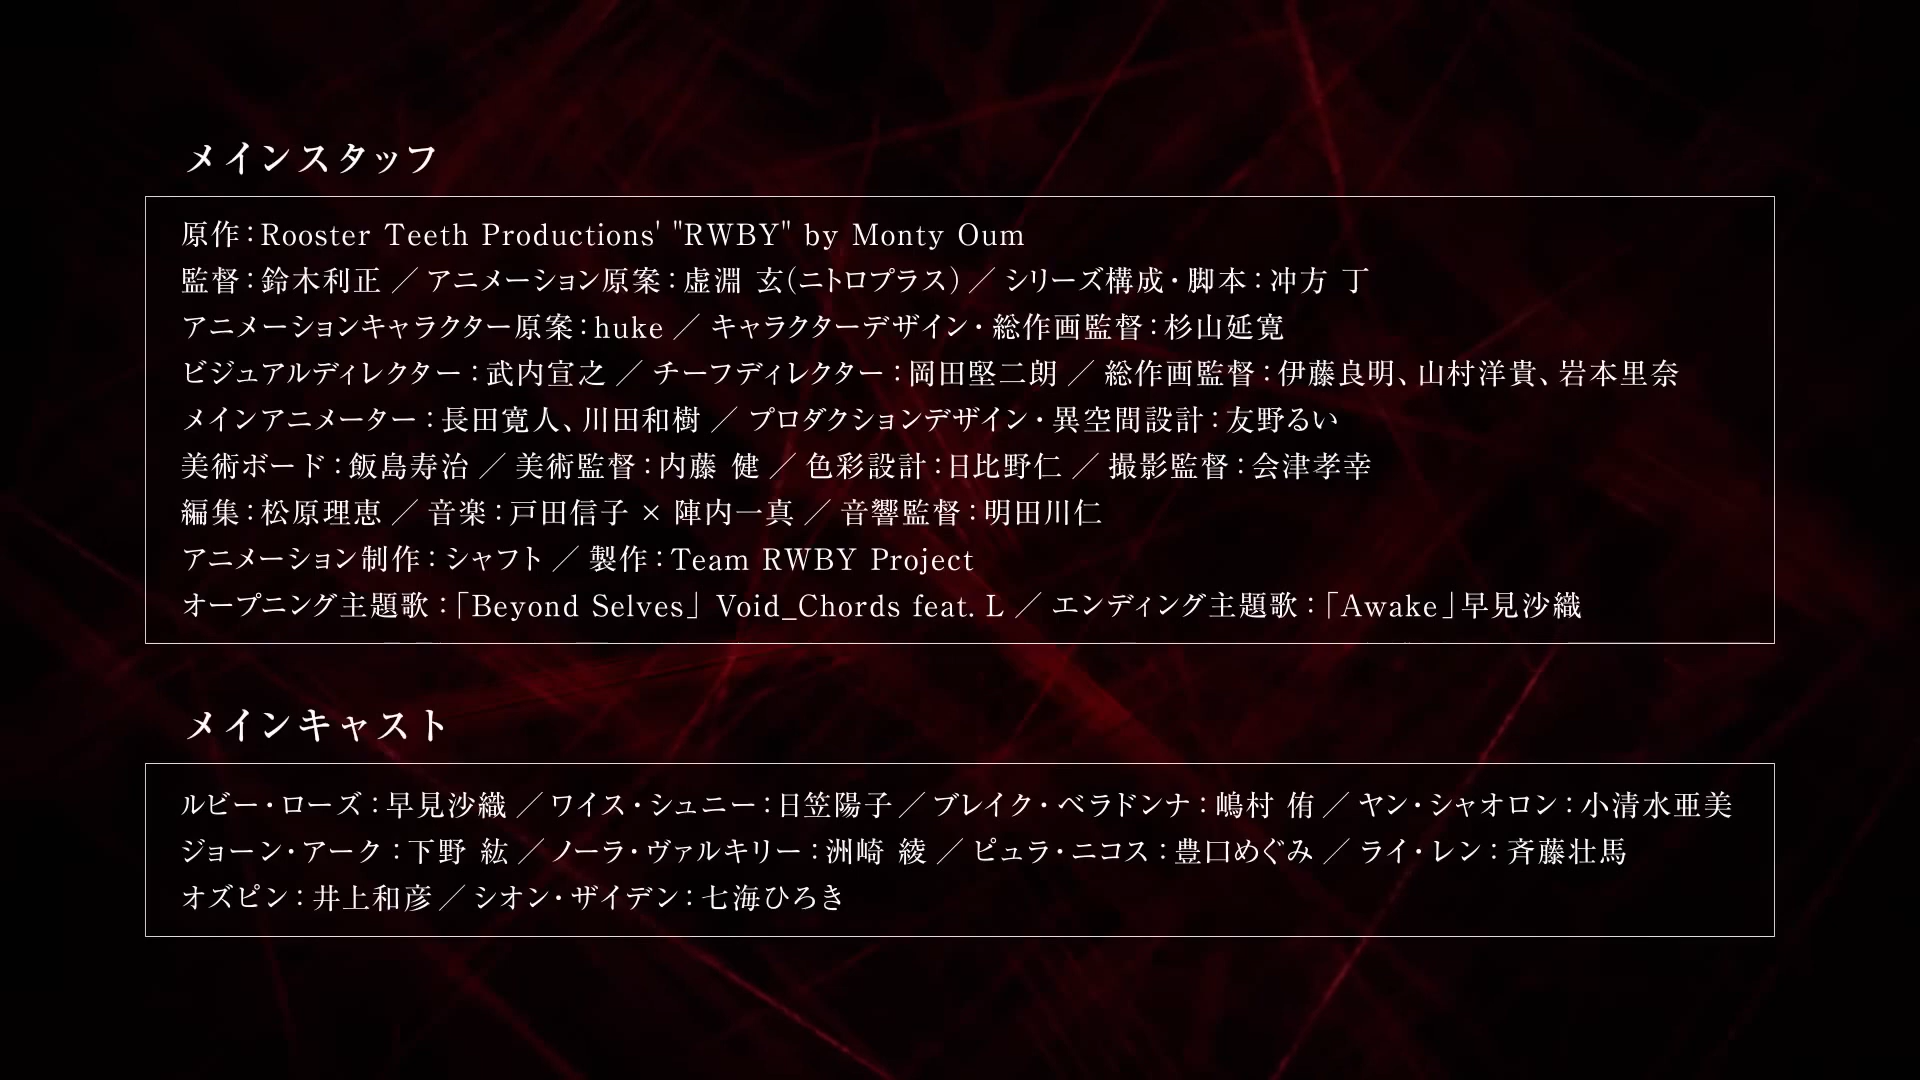 メインスタッフ
原作：Rooster Teeth Productions' "RWBY" by Monty Oum
監督：鈴木利正 ／ アニメーション原案：虚淵 玄（ニトロプラス）／ シリーズ構成・脚本：冲方 丁
アニメーションキャラクター原案：huke ／ キャラクターデザイン・総作画監督：杉山延寛
ビジュアルディレクター：武内宣之 ／ チーフディレクター：岡田堅二朗 ／ 総作画監督：伊藤良明、山村洋貴、岩本里奈
メインアニメーター：長田寛人、川田和樹 ／ プロダクションデザイン・異空間設計：友野るい
美術ボード：飯島寿治 ／ 美術監督：内藤 健 ／ 色彩設計：日比野仁 ／ 撮影監督：会津孝幸
編集：松原理恵 ／ 音楽：戸田信子 × 陣内一真 ／ 音響監督：明田川仁
アニメーション制作：シャフト ／ 製作：Team RWBY Project
オープニング主題歌：「Beyond Selves」 Void_Chords feat. L ／ エンディング主題歌：「Awake」早見沙織
メインキャスト
ルビー・ローズ：早見沙織 ／ ワイス・シュニー：日笠陽子 ／ ブレイク・ベラドンナ：嶋村 侑 ／ ヤン・シャオロン：小清水亜美
ジョーン・アーク：下野 紘 ／ ノーラ・ヴァルキリー：洲崎 綾 ／ ピュラ・ニコス：豊口めぐみ ／ ライ・レン：斉藤壮馬
オズピン：井上和彦 ／ シオン・ザイデン：七海ひろき